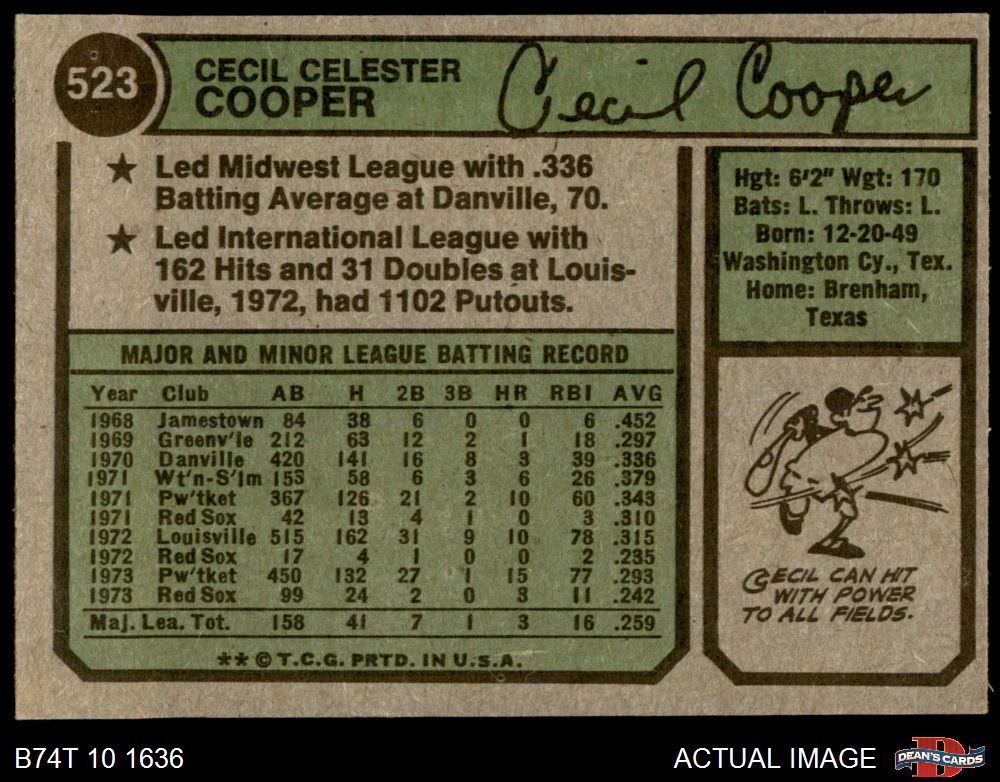 523
CECIL CELESTER
COOPER
Cecil Cooper
★ Led Midwest League with .336
Batting Average at Danville, 70.
★ Led International League with
162 Hits and 31 Doubles at Louis-
ville, 1972, had 1102 Putouts.
Hgt: 6'2" Wgt: 170
Bats: L. Throws: L.
Born: 12-20-49
Washington Cy., Tex.
Home: Brenham,
Texas
MAJOR AND MINOR LEAGUE BATTING RECORD
Year Club AB H 2B 3B HR RBI AVG
1968 Jamestown 84 38 6 0 0 6 .452
1969 Greenv'le 212 63 12 2 1 18 .297
1970 Danville 420 141 16 8 3 39 .336
1971 Wt'n-S'lm 153 58 6 3 6 26 .379
1971 Pw'tket 367 126 21 2 10 60 .343
1971 Red Sox 42 13 4 1 0 3 .310
1972 Louisville 515 162 31 9 10 78 .315
1972 Red Sox 17 4 1 0 0 2 .235
1973 Pw'tket 450 132 27 1 15 77 .293
1973 Red Sox 99 24 2 0 3 11 .242
Maj. Lea. Tot. 158 41 7 1 3 16 .259
** © T.C.G. PRTD. IN U.S.A.
CECIL CAN HIT
WITH POWER
TO ALL FIELDS.
B74T 10 1636
ACTUAL IMAGE
D
DEAN'S CARDS